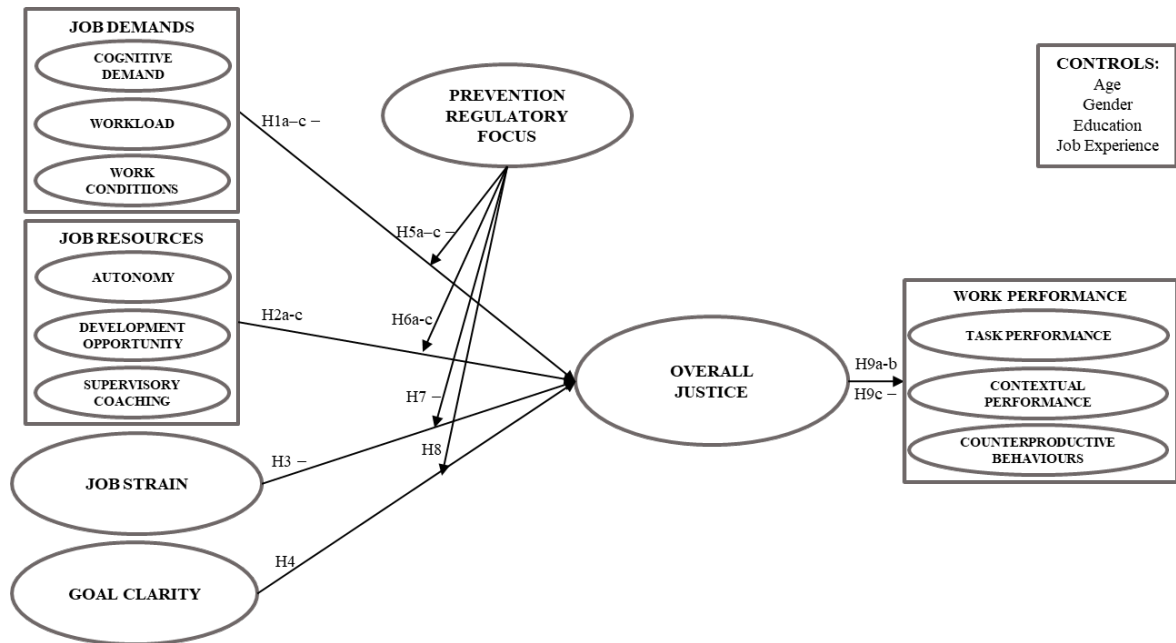 JOB DEMANDS
COGNITIVE
DEMAND
WORKLOAD
WORK
CONDITIIONS
JOB RESOURCES
AUTONOMY
DEVELOPMENT
OPPORTUNITY
SUPERVISORY
COACHING
JOB STRAIN
GOAL CLARITY
PREVENTION
REGULATORY
FOCUS
H1a–c –
H5a–c –
H2a-c
H6a-c
H7 –
H3 –
H8
H4
OVERALL
JUSTICE
H9a-b
H9c –
CONTROLS:
Age
Gender
Education
Job Experience
WORK PERFORMANCE
TASK PERFORMANCE
CONTEXTUAL
PERFORMANCE
COUNTERPRODUCTIVE
BEHAVIOURS